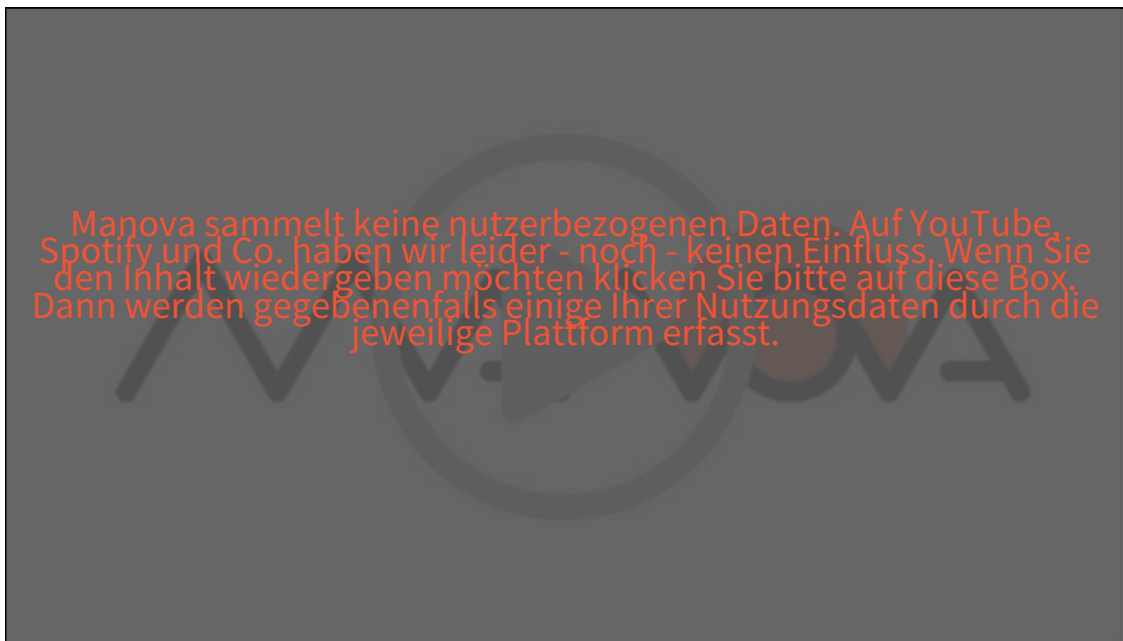 Manova sammelt keine nutzerbezogenen Daten. Auf YouTube,
Spotify und Co. haben wir leider - noch - keinen Einfluss. Wenn Sie
den Inhalt wiedergeben möchten klicken Sie bitte auf diese Box.
Dann werden gegebenenfalls einige Ihrer Nutzungsdaten durch die
jeweilige Plattform erfasst.
MANOVA